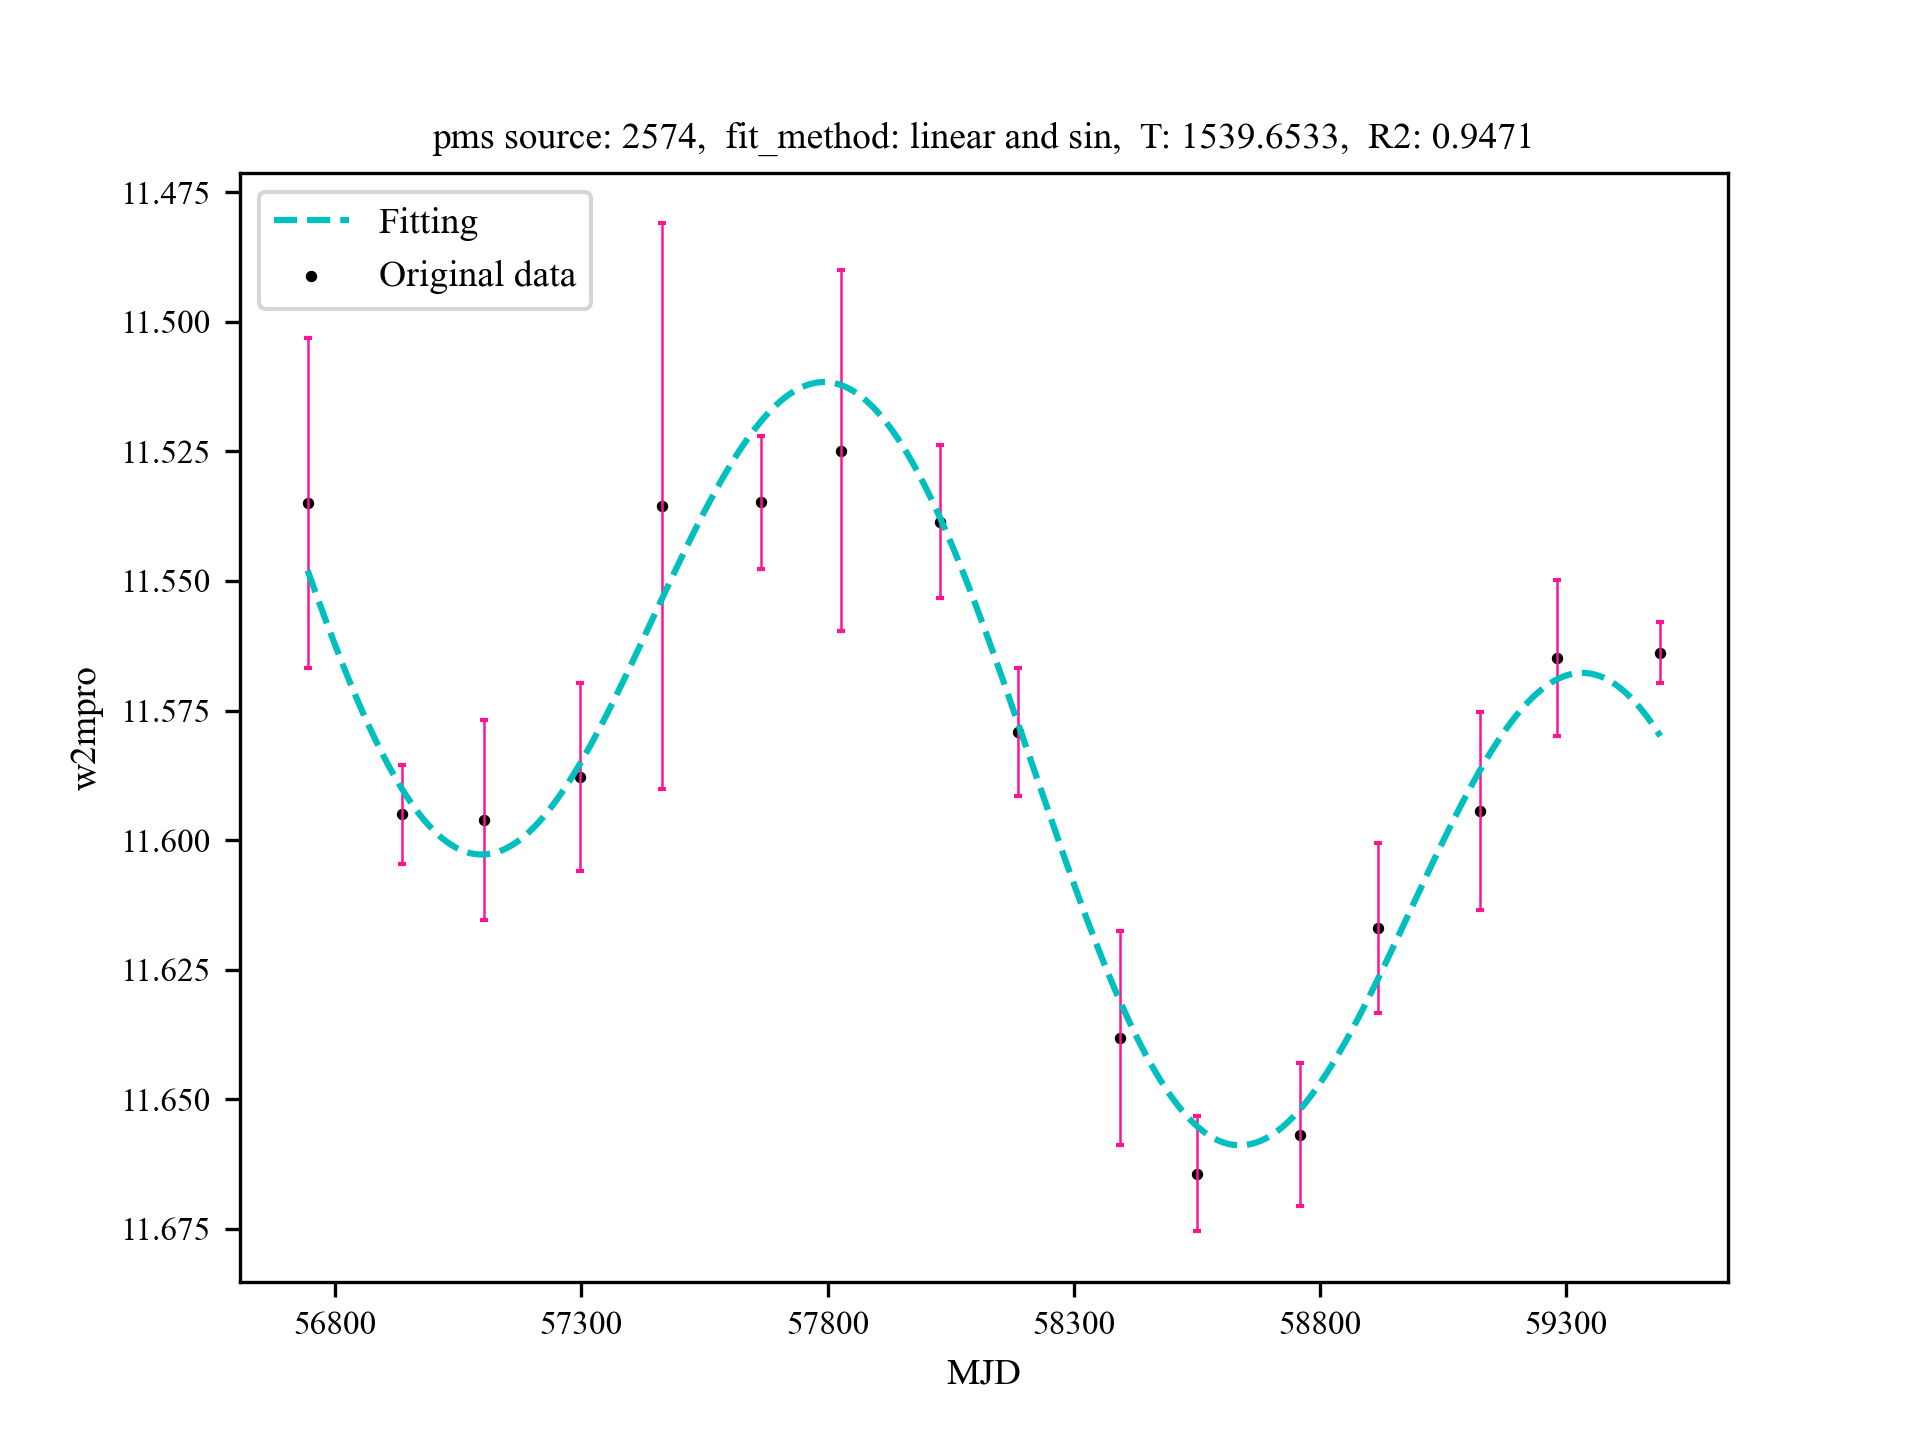 pms source: 2574,  fit_method: linear and sin,  T: 1539.6533,  R2: 0.9471
Fitting
Original data
11.475
11.500
11.525
11.550
11.575
11.600
11.625
11.650
11.675
w2mpro
56800 57300 57800 58300 58800 59300
MJD